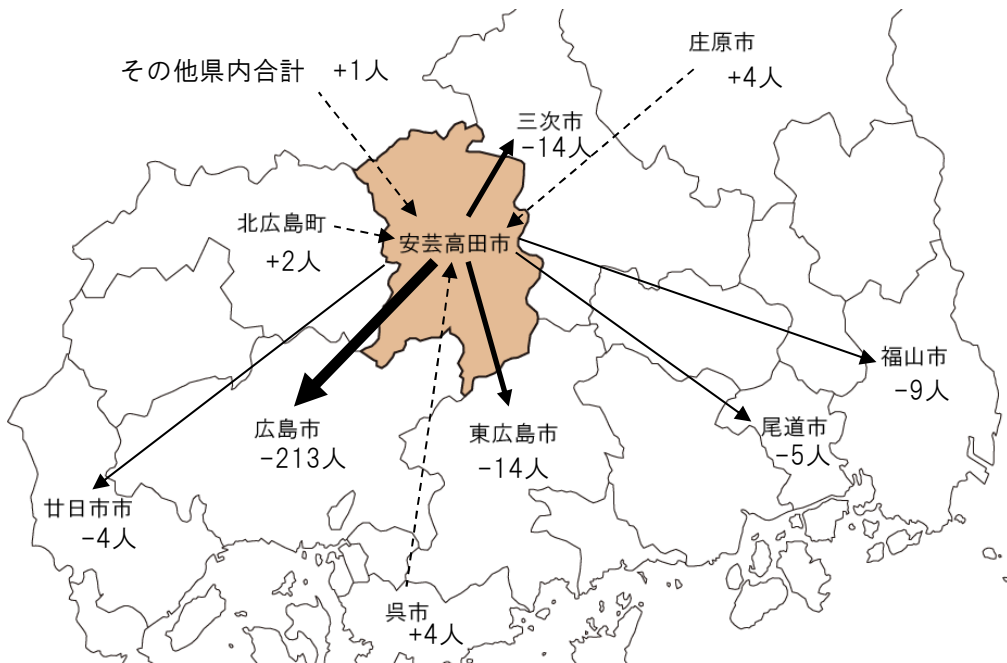 庄原市
+4人
その他県内合計 +1人
三次市
-14人
北広島町
+2人
安芸高田市
福山市
-9人
尾道市
-5人
広島市
-213人
東広島市
-14人
廿日市市
-4人
呉市
+4人